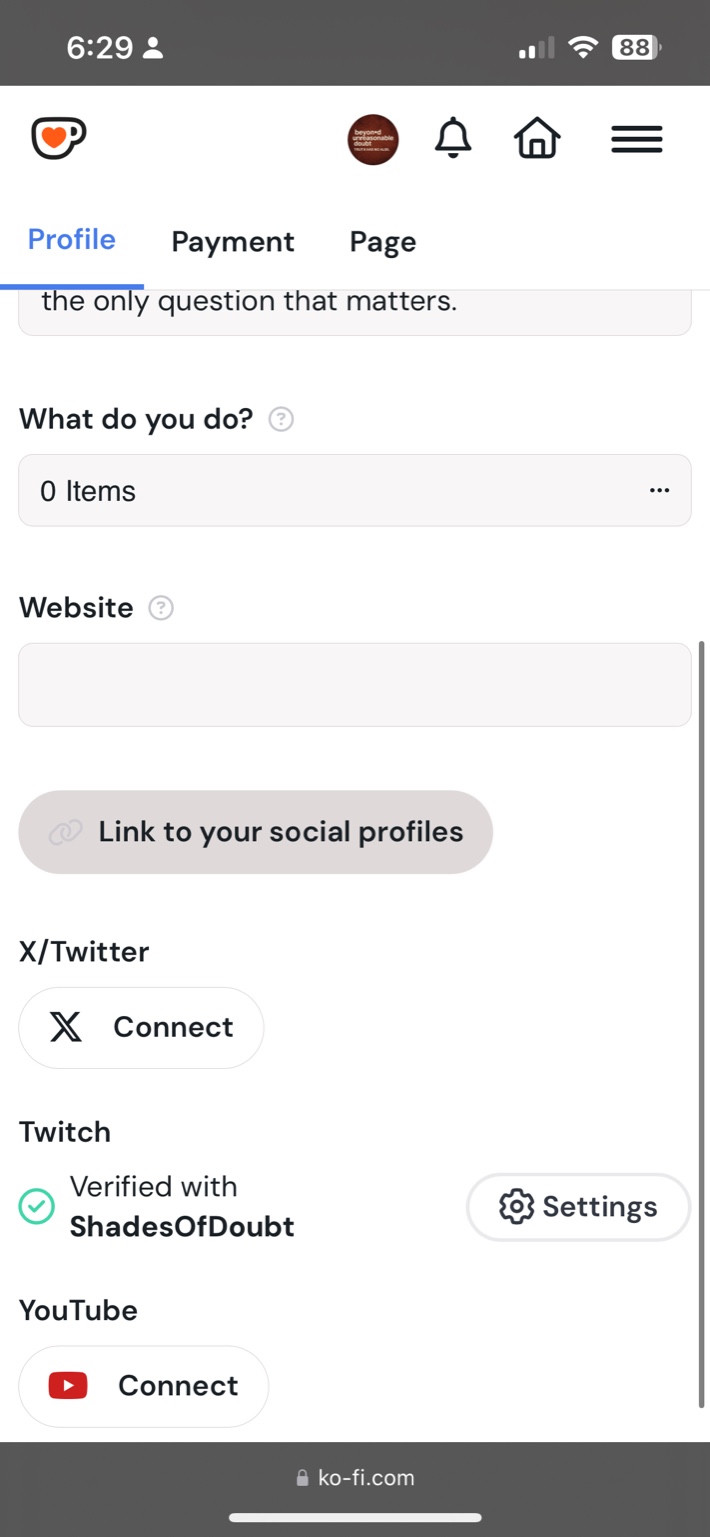 6:29
88
beyond
unreasonable
doubt
Profile Payment Page
the only question that matters.
What do you do? ?
0 Items ...
Website ?
Link to your social profiles
X/Twitter
X Connect
Twitch
Verified with
ShadesOfDoubt
Settings
YouTube
Connect
ko-fi.com